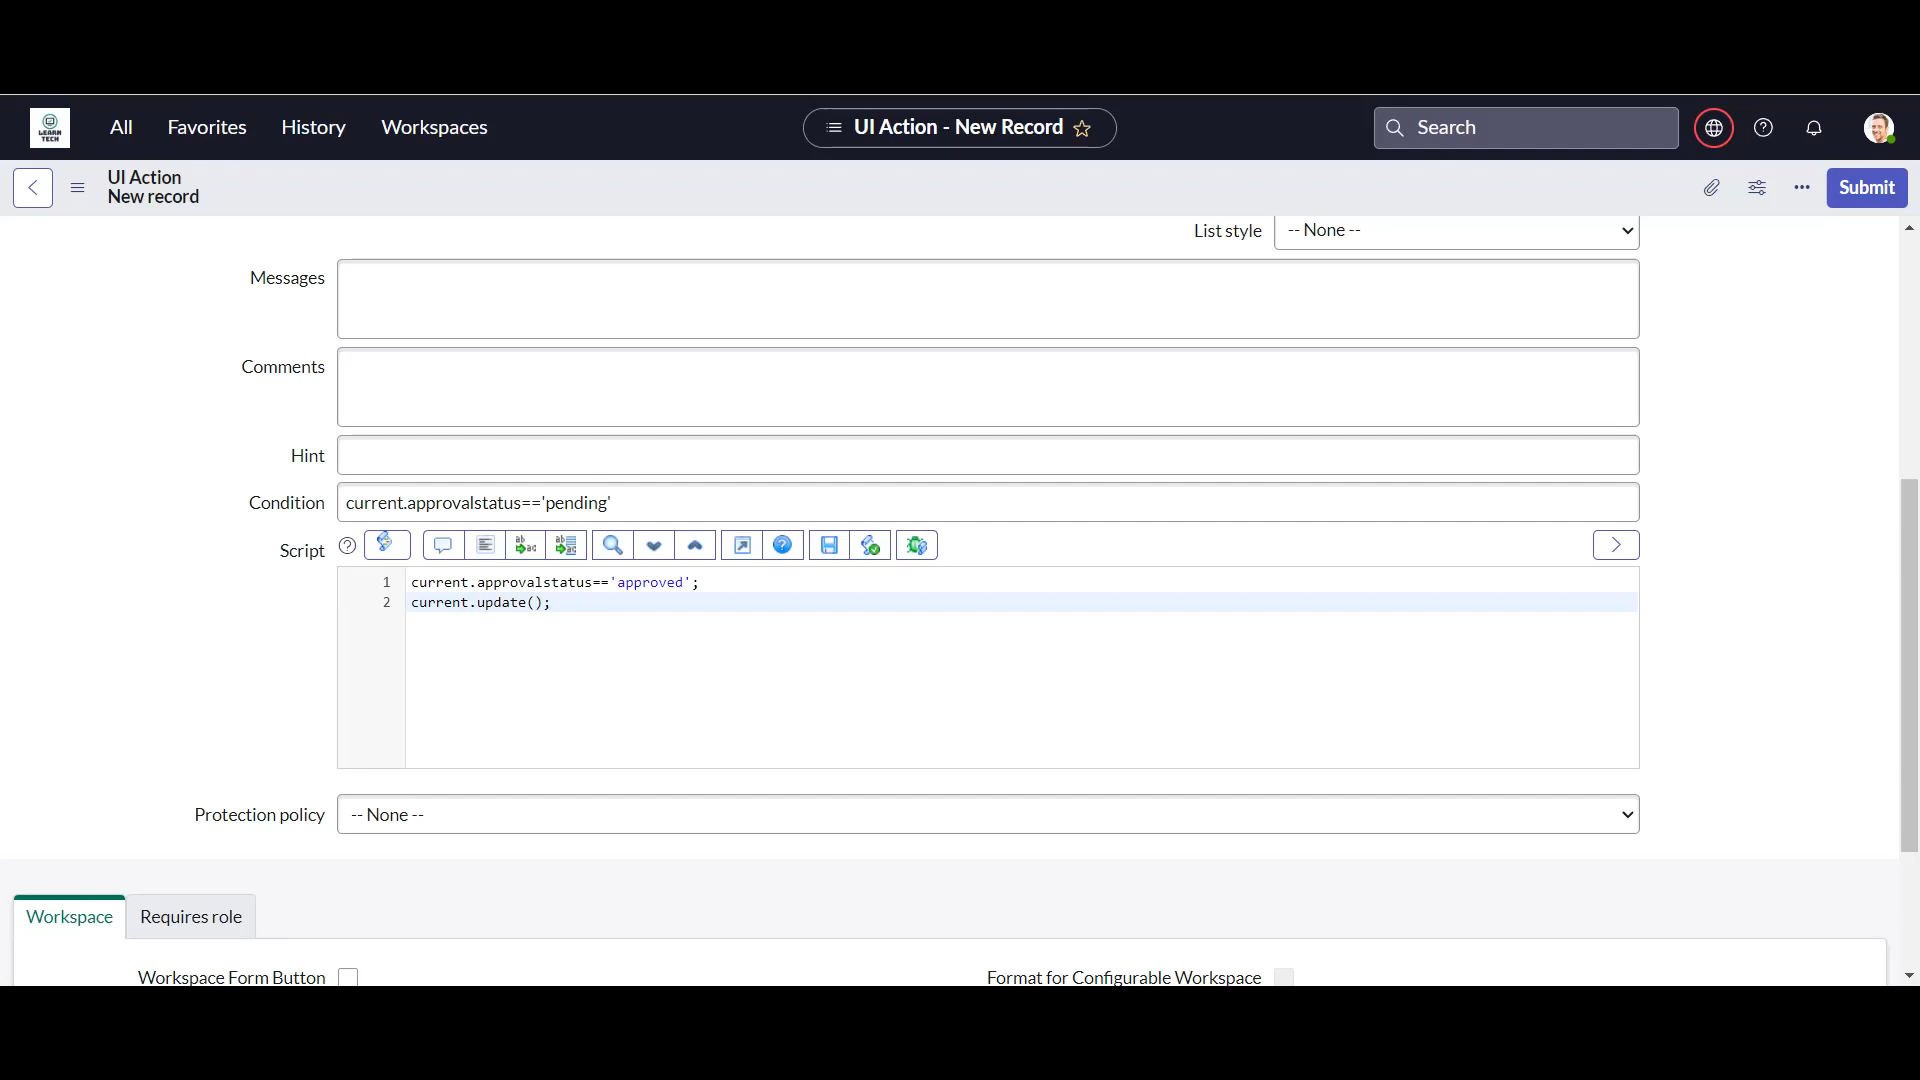 LEARN
TECH
All
Favorites
History
Workspaces
UI Action - New Record
Search
UI Action
New record
Submit
List style
-- None --
Messages
Comments
Hint
Condition
current.approvalstatus=='pending'
Script
1 current.approvalstatus=='approved';
2 current.update();
Protection policy
-- None --
Workspace
Requires role
Workspace Form Button
Format for Configurable Workspace